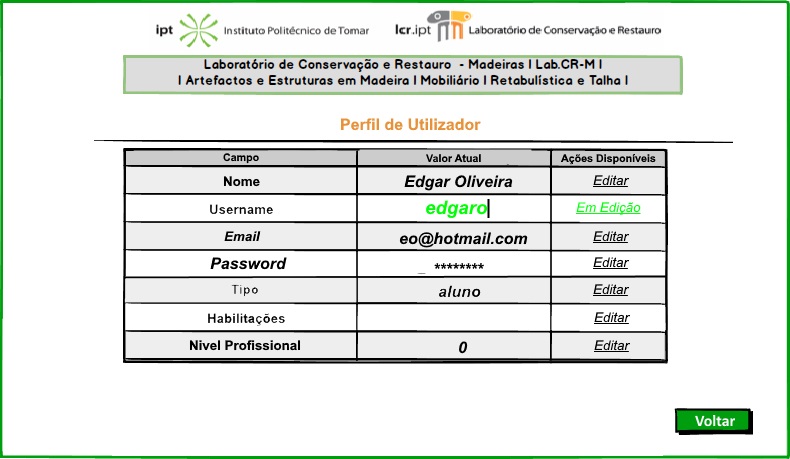 ipt Instituto Politécnico de Tomar lcr.ipt Laboratório de Conservação e Restauro
Laboratório de Conservação e Restauro - Madeiras | Lab.CR-M |
| Artefactos e Estruturas em Madeira | Mobiliário | Retabulística e Talha |
Perfil de Utilizador
Campo Valor Atual Ações Disponíveis
Nome Edgar Oliveira Editar
Username edgaro Em Edição
Email eo@hotmail.com Editar
Password _ ******** Editar
Tipo aluno Editar
Habilitações Editar
Nivel Profissional 0 Editar
Voltar